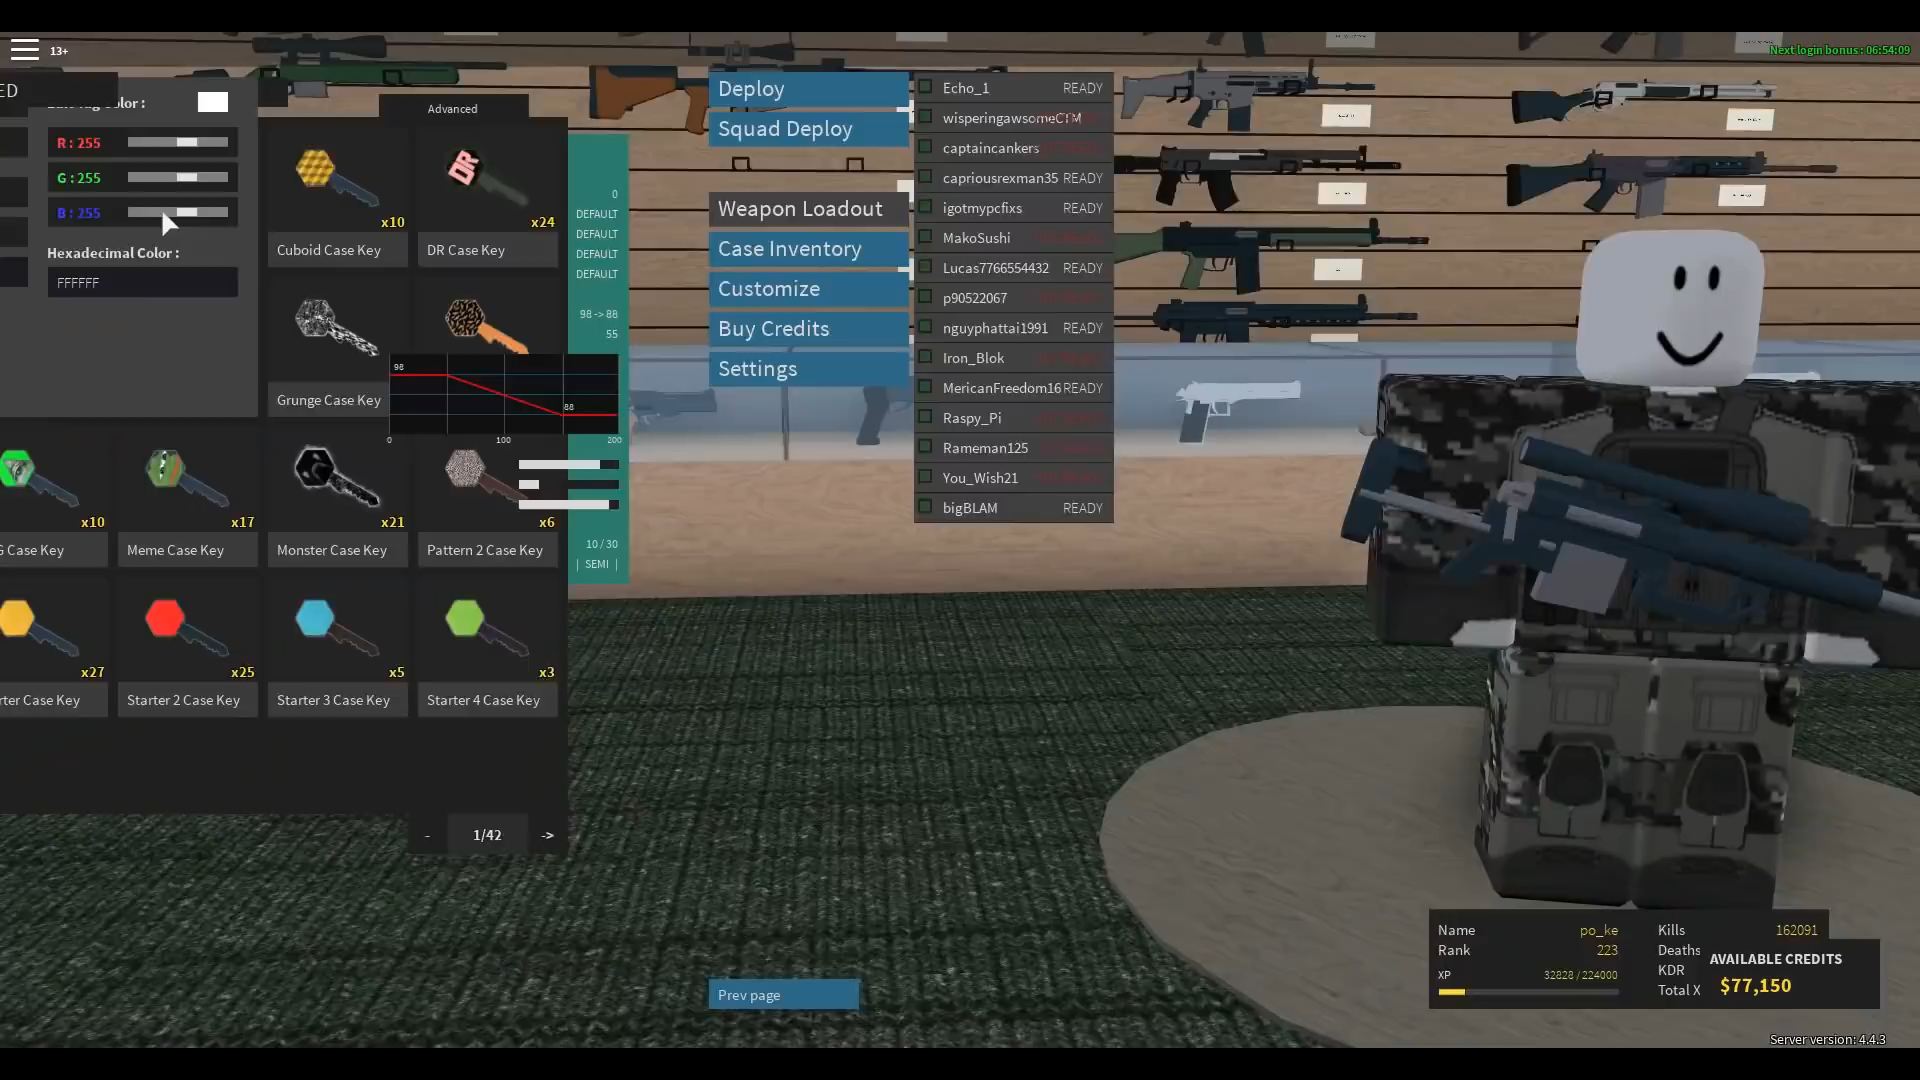 13+
Next login bonus : 06:54:09
ED
Color :
R : 255
G : 255
B : 255
Hexadecimal Color :
FFFFFF
Advanced
x10
Cuboid Case Key
x24
DR Case Key
Grunge Case Key
x10
Case Key
x17
Meme Case Key
x21
Monster Case Key
x6
Pattern 2 Case Key
x27
rter Case Key
x25
Starter 2 Case Key
x5
Starter 3 Case Key
x3
Starter 4 Case Key
-
1/42
->
0
DEFAULT
DEFAULT
DEFAULT
DEFAULT
98 -> 88
55
98
88
0
100
200
10 / 30
| SEMI |
Deploy
Squad Deploy
Weapon Loadout
Case Inventory
Customize
Buy Credits
Settings
Echo_1 READY
wisperingawsomeCTM
captaincankers
capriousrexman35 READY
igotmypcfixs READY
MakoSushi
Lucas7766554432 READY
p90522067
nguyphattai1991 READY
Iron_Blok
MericanFreedom16 READY
Raspy_Pi
Rameman125
You_Wish21
bigBLAM READY
Prev page
Name po_ke
Rank 223
XP 32828 / 224000
Kills 162091
Deaths
KDR
Total X
AVAILABLE CREDITS
$77,150
Server version: 4.4.3